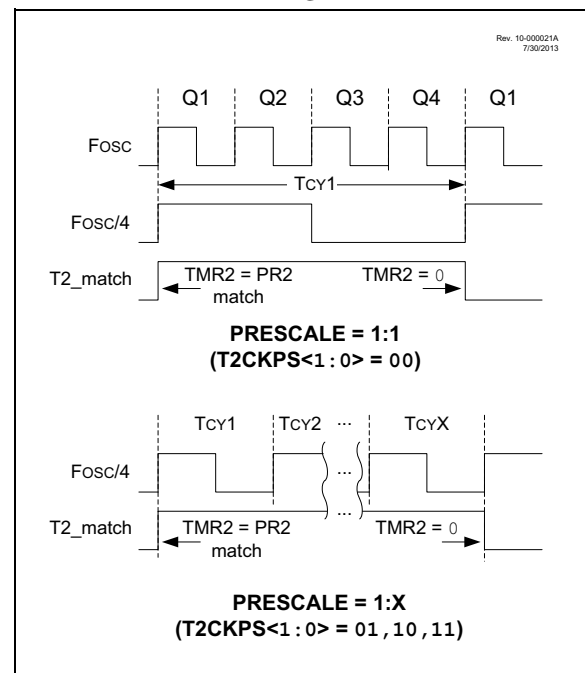 Rev. 10-000021A
7/30/2013
Q1 Q2 Q3 Q4 Q1
FOSC
TCY1
FOSC/4
T2_match
TMR2 = PR2
match
TMR2 = 0
PRESCALE = 1:1
(T2CKPS<1:0> = 00)
TCY1 TCY2 ... TCYX
FOSC/4
...
T2_match
...
TMR2 = PR2
match
TMR2 = 0
PRESCALE = 1:X
(T2CKPS<1:0> = 01,10,11)